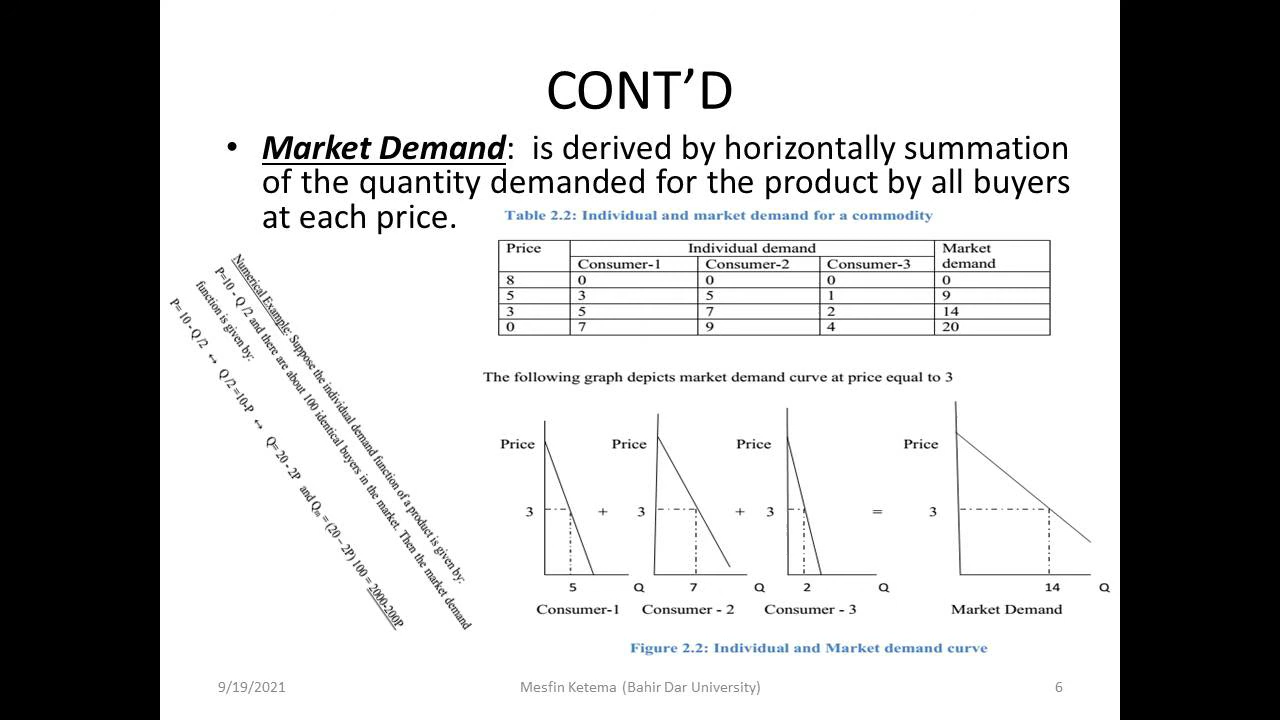 CONT’D
• Market Demand: is derived by horizontally summation
of the quantity demanded for the product by all buyers
at each price.
Table 2.2: Individual and market demand for a commodity
Price Individual demand Market demand
Consumer-1 Consumer-2 Consumer-3
8 0 0 0 0
5 3 5 1 9
3 5 7 2 14
0 7 9 4 20
Numerical Example: Suppose the individual demand function of a product is given by:
P=10 - Q /2 and there are about 100 identical buyers in the market. Then the market demand
function is given by:
P= 10 - Q/2 ↔ Q /2 =10-P ↔ Q= 20 - 2P and Qm = (20 – 2P) 100 = 2000-200P
The following graph depicts market demand curve at price equal to 3
Price Price Price Price
3 + 3 + 3 = 3
5 Q 7 Q 2 Q 14 Q
Consumer-1 Consumer - 2 Consumer - 3 Market Demand
Figure 2.2: Individual and Market demand curve
9/19/2021 Mesfin Ketema (Bahir Dar University) 6